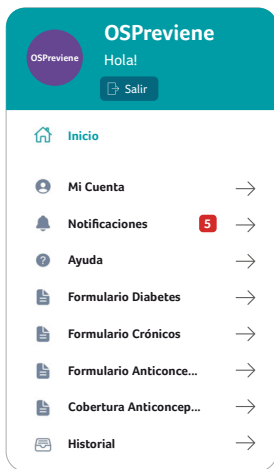 OSPreviene
OSPreviene
Hola!
Salir
Inicio
Mi Cuenta
Notificaciones 5
Ayuda
Formulario Diabetes
Formulario Crónicos
Formulario Anticonce...
Cobertura Anticoncep...
Historial